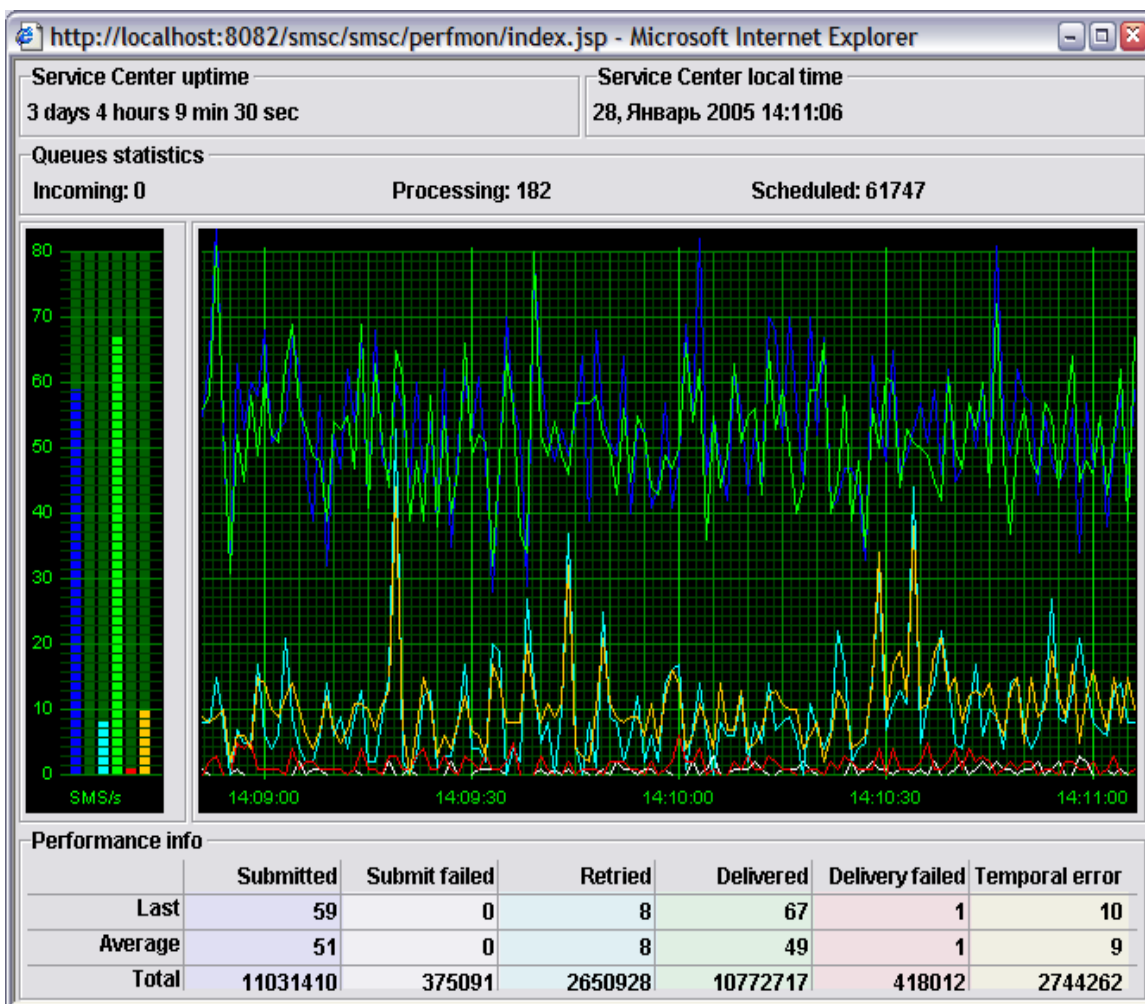 http://localhost:8082/smsc/smsc/perfmon/index.jsp - Microsoft Internet Explorer
Service Center uptime
3 days 4 hours 9 min 30 sec
Service Center local time
28, Январь 2005 14:11:06
Queues statistics
Incoming: 0 Processing: 182 Scheduled: 61747
80
70
60
50
40
30
20
10
0
SMS/s
14:09:00 14:09:30 14:10:00 14:10:30 14:11:00
Performance info
Submitted Submit failed Retried Delivered Delivery failed Temporal error
Last 59 0 8 67 1 10
Average 51 0 8 49 1 9
Total 11031410 375091 2650928 10772717 418012 2744262